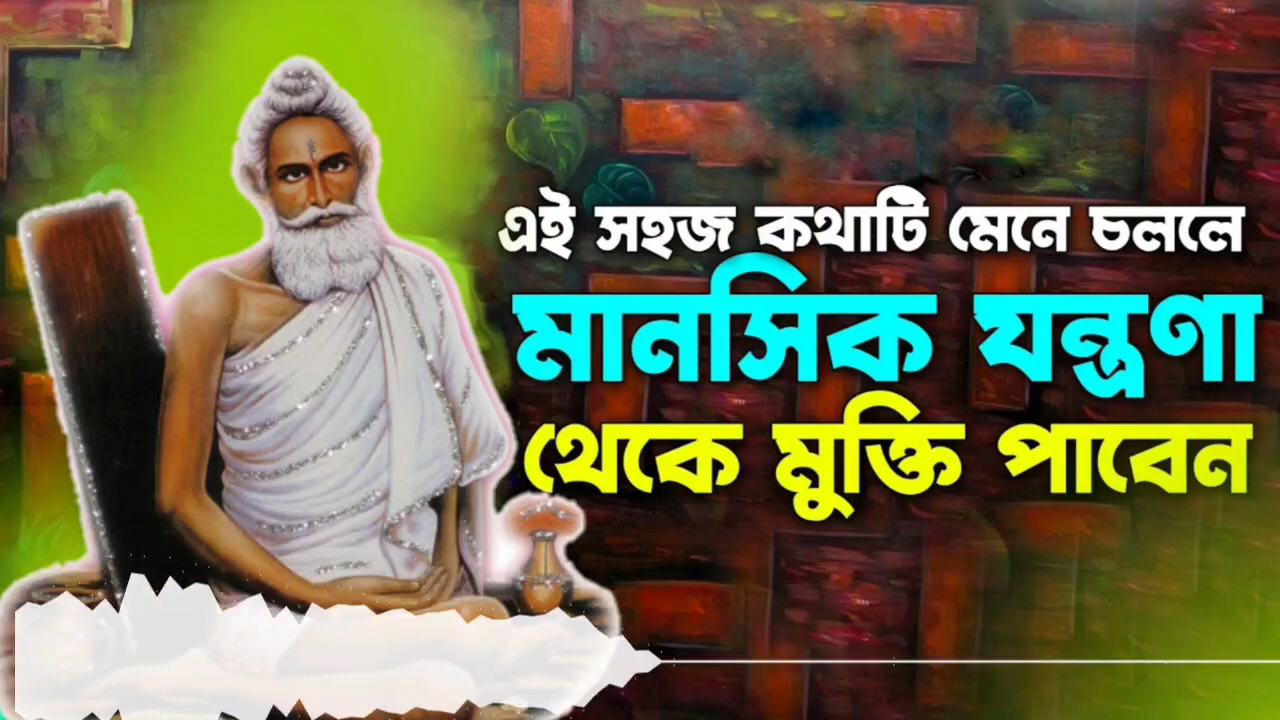 এই সহজ কথাটি মেনে চললে
মানসিক যন্ত্রণা
থেকে মুক্তি পাবেন